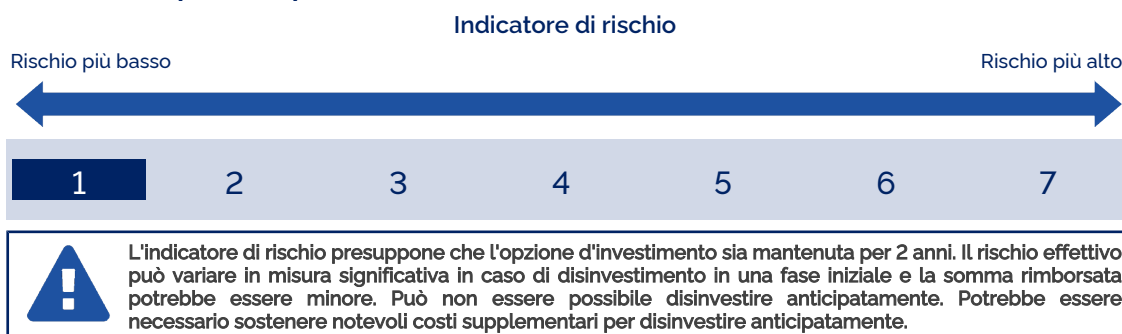 Indicatore di rischio
Rischio più basso
Rischio più alto
1 2 3 4 5 6 7
L'indicatore di rischio presuppone che l'opzione d'investimento sia mantenuta per 2 anni. Il rischio effettivo
può variare in misura significativa in caso di disinvestimento in una fase iniziale e la somma rimborsata
potrebbe essere minore. Può non essere possibile disinvestire anticipatamente. Potrebbe essere
necessario sostenere notevoli costi supplementari per disinvestire anticipatamente.